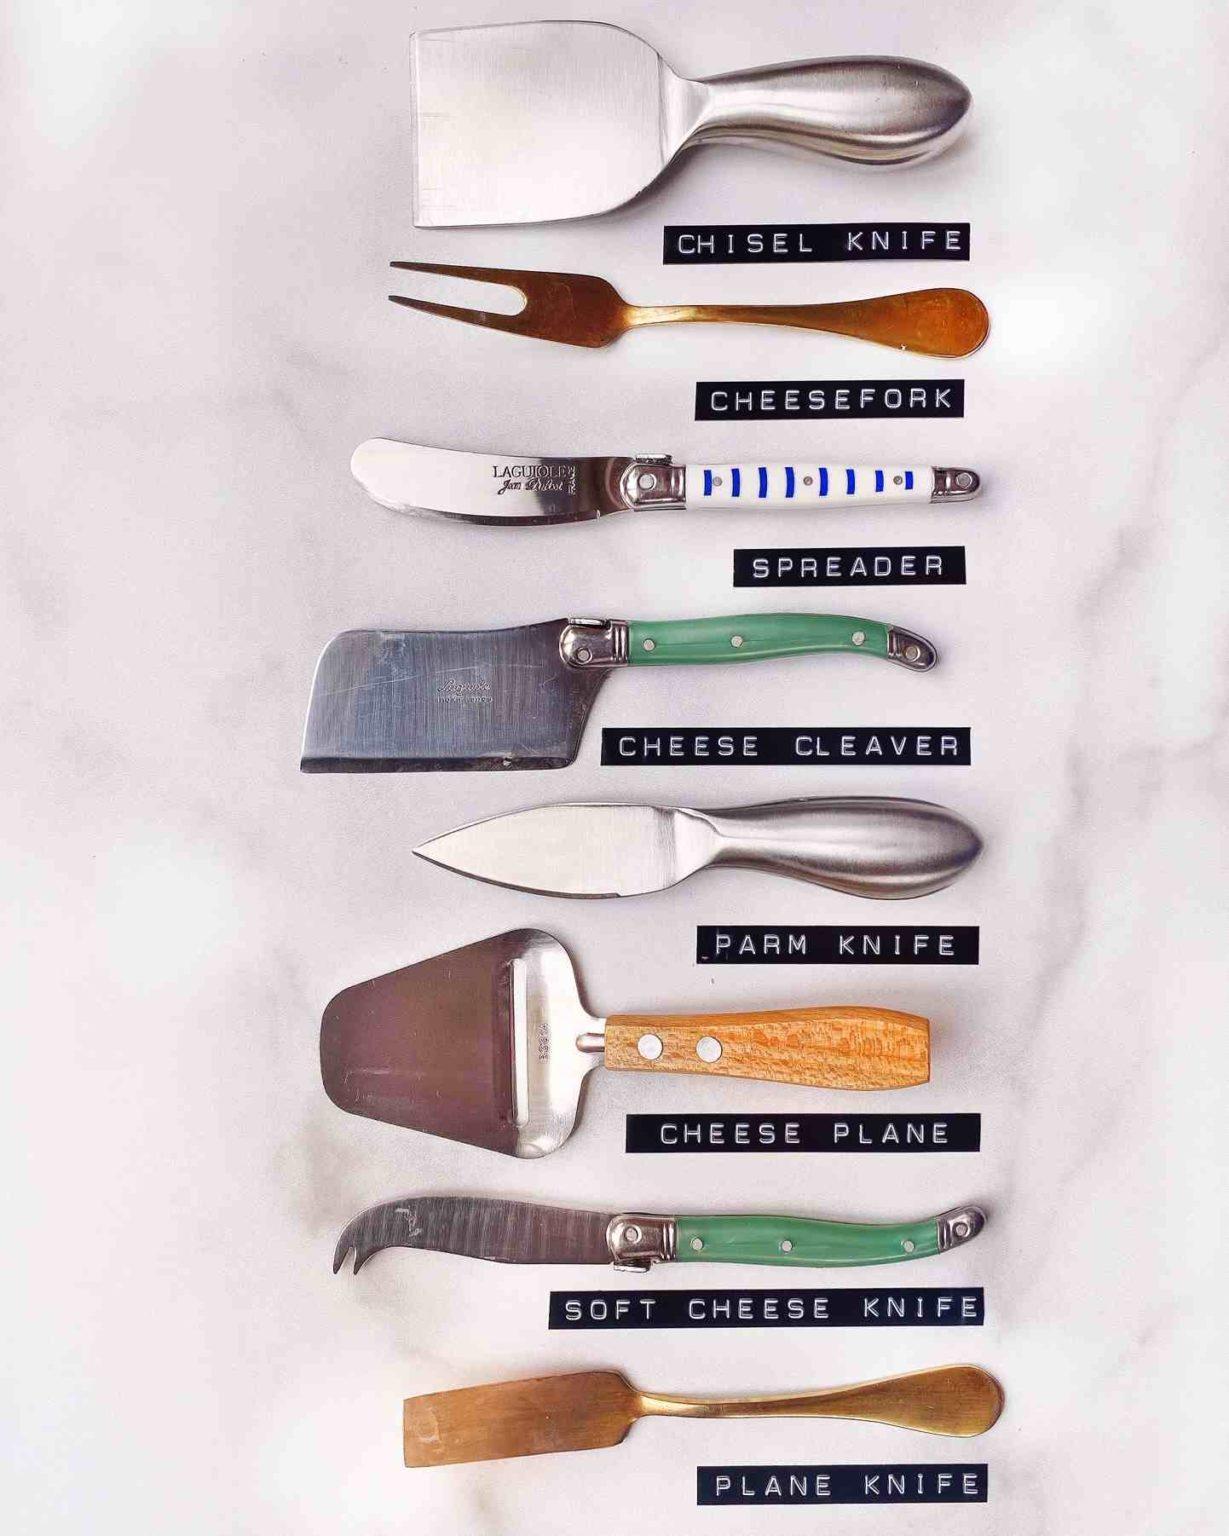 CHISEL KNIFE
CHEESEFORK
LAGUIOLE
SPREADER
CHEESE CLEAVER
PARM KNIFE
CHEESE PLANE
SOFT CHEESE KNIFE
PLANE KNIFE